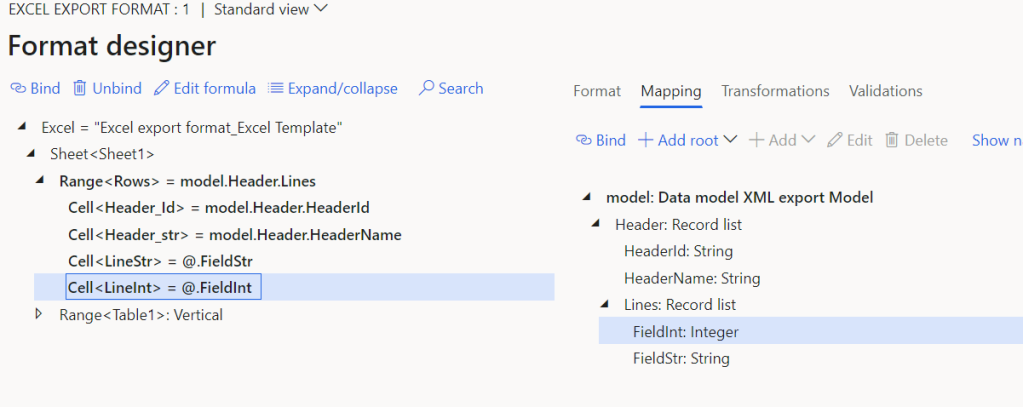 EXCEL EXPORT FORMAT : 1 | Standard view
Format designer
Bind Unbind Edit formula Expand/collapse Search
Excel = "Excel export format_Excel Template"
Sheet<Sheet1>
Range<Rows> = model.Header.Lines
Cell<Header_Id> = model.Header.HeaderId
Cell<Header_str> = model.Header.HeaderName
Cell<LineStr> = @.FieldStr
Cell<LineInt> = @.FieldInt
Range<Table1>: Vertical
Format Mapping Transformations Validations
Bind Add root Add Edit Delete Show
model: Data model XML export Model
Header: Record list
HeaderId: String
HeaderName: String
Lines: Record list
FieldInt: Integer
FieldStr: String